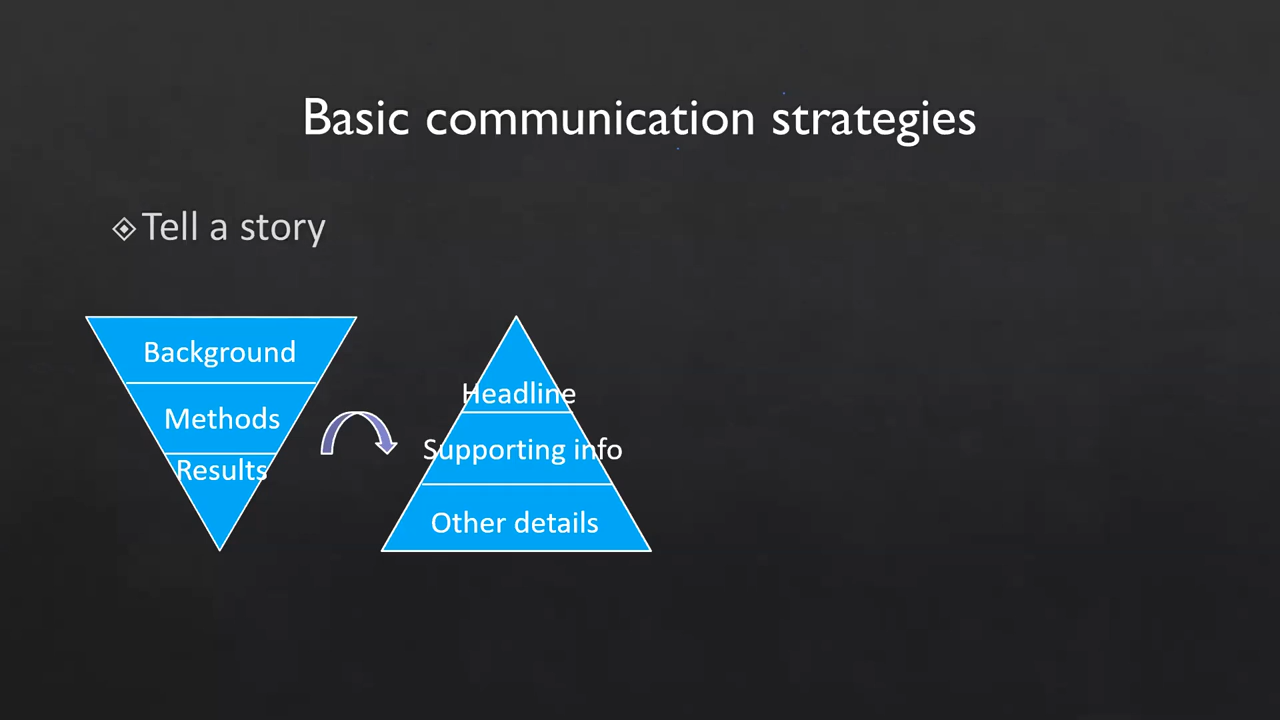 Basic communication strategies
Tell a story
Background
Methods
Results
Headline
Supporting info
Other details